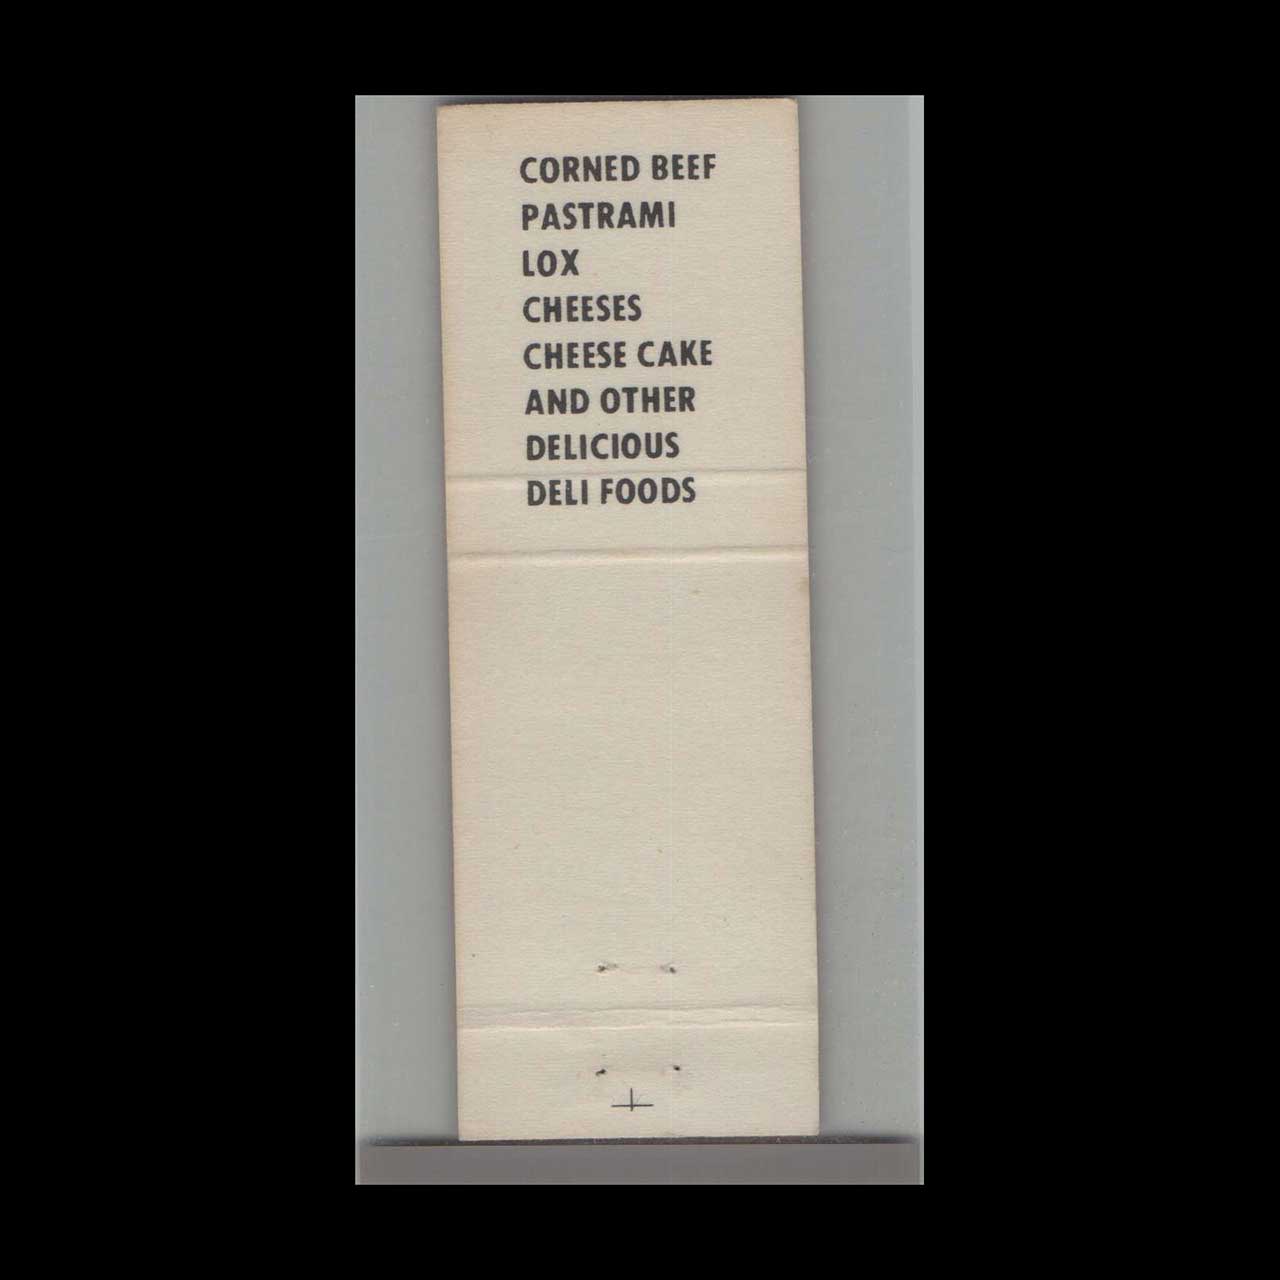 CORNED BEEF
PASTRAMI
LOX
CHEESES
CHEESE CAKE
AND OTHER
DELICIOUS
DELI FOODS